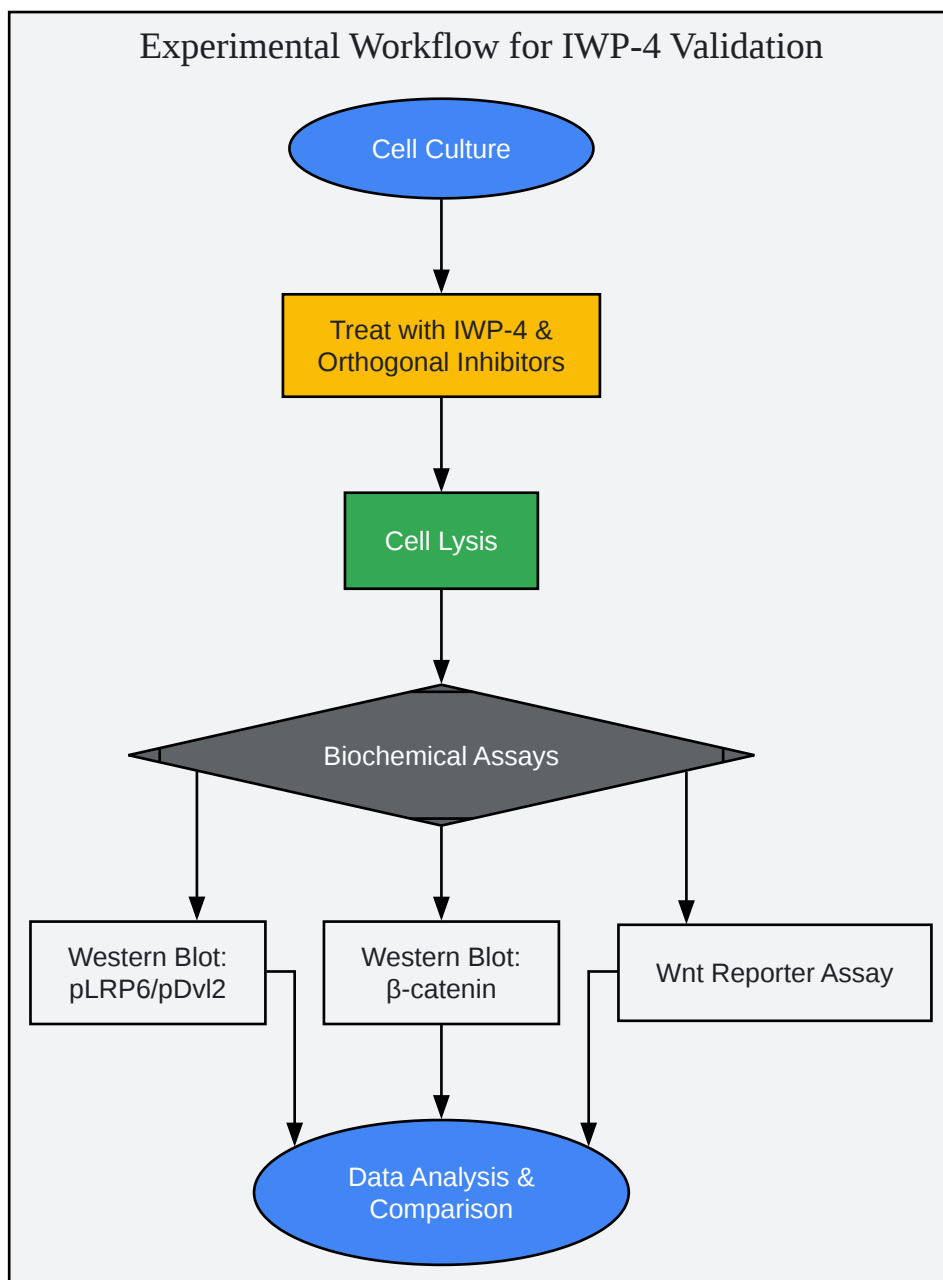 Experimental Workflow for IWP-4 Validation
Cell Culture
Treat with IWP-4 &
Orthogonal Inhibitors
Cell Lysis
Biochemical Assays
Western Blot:
pLRP6/pDvl2
Western Blot:
β-catenin
Wnt Reporter Assay
Data Analysis &
Comparison